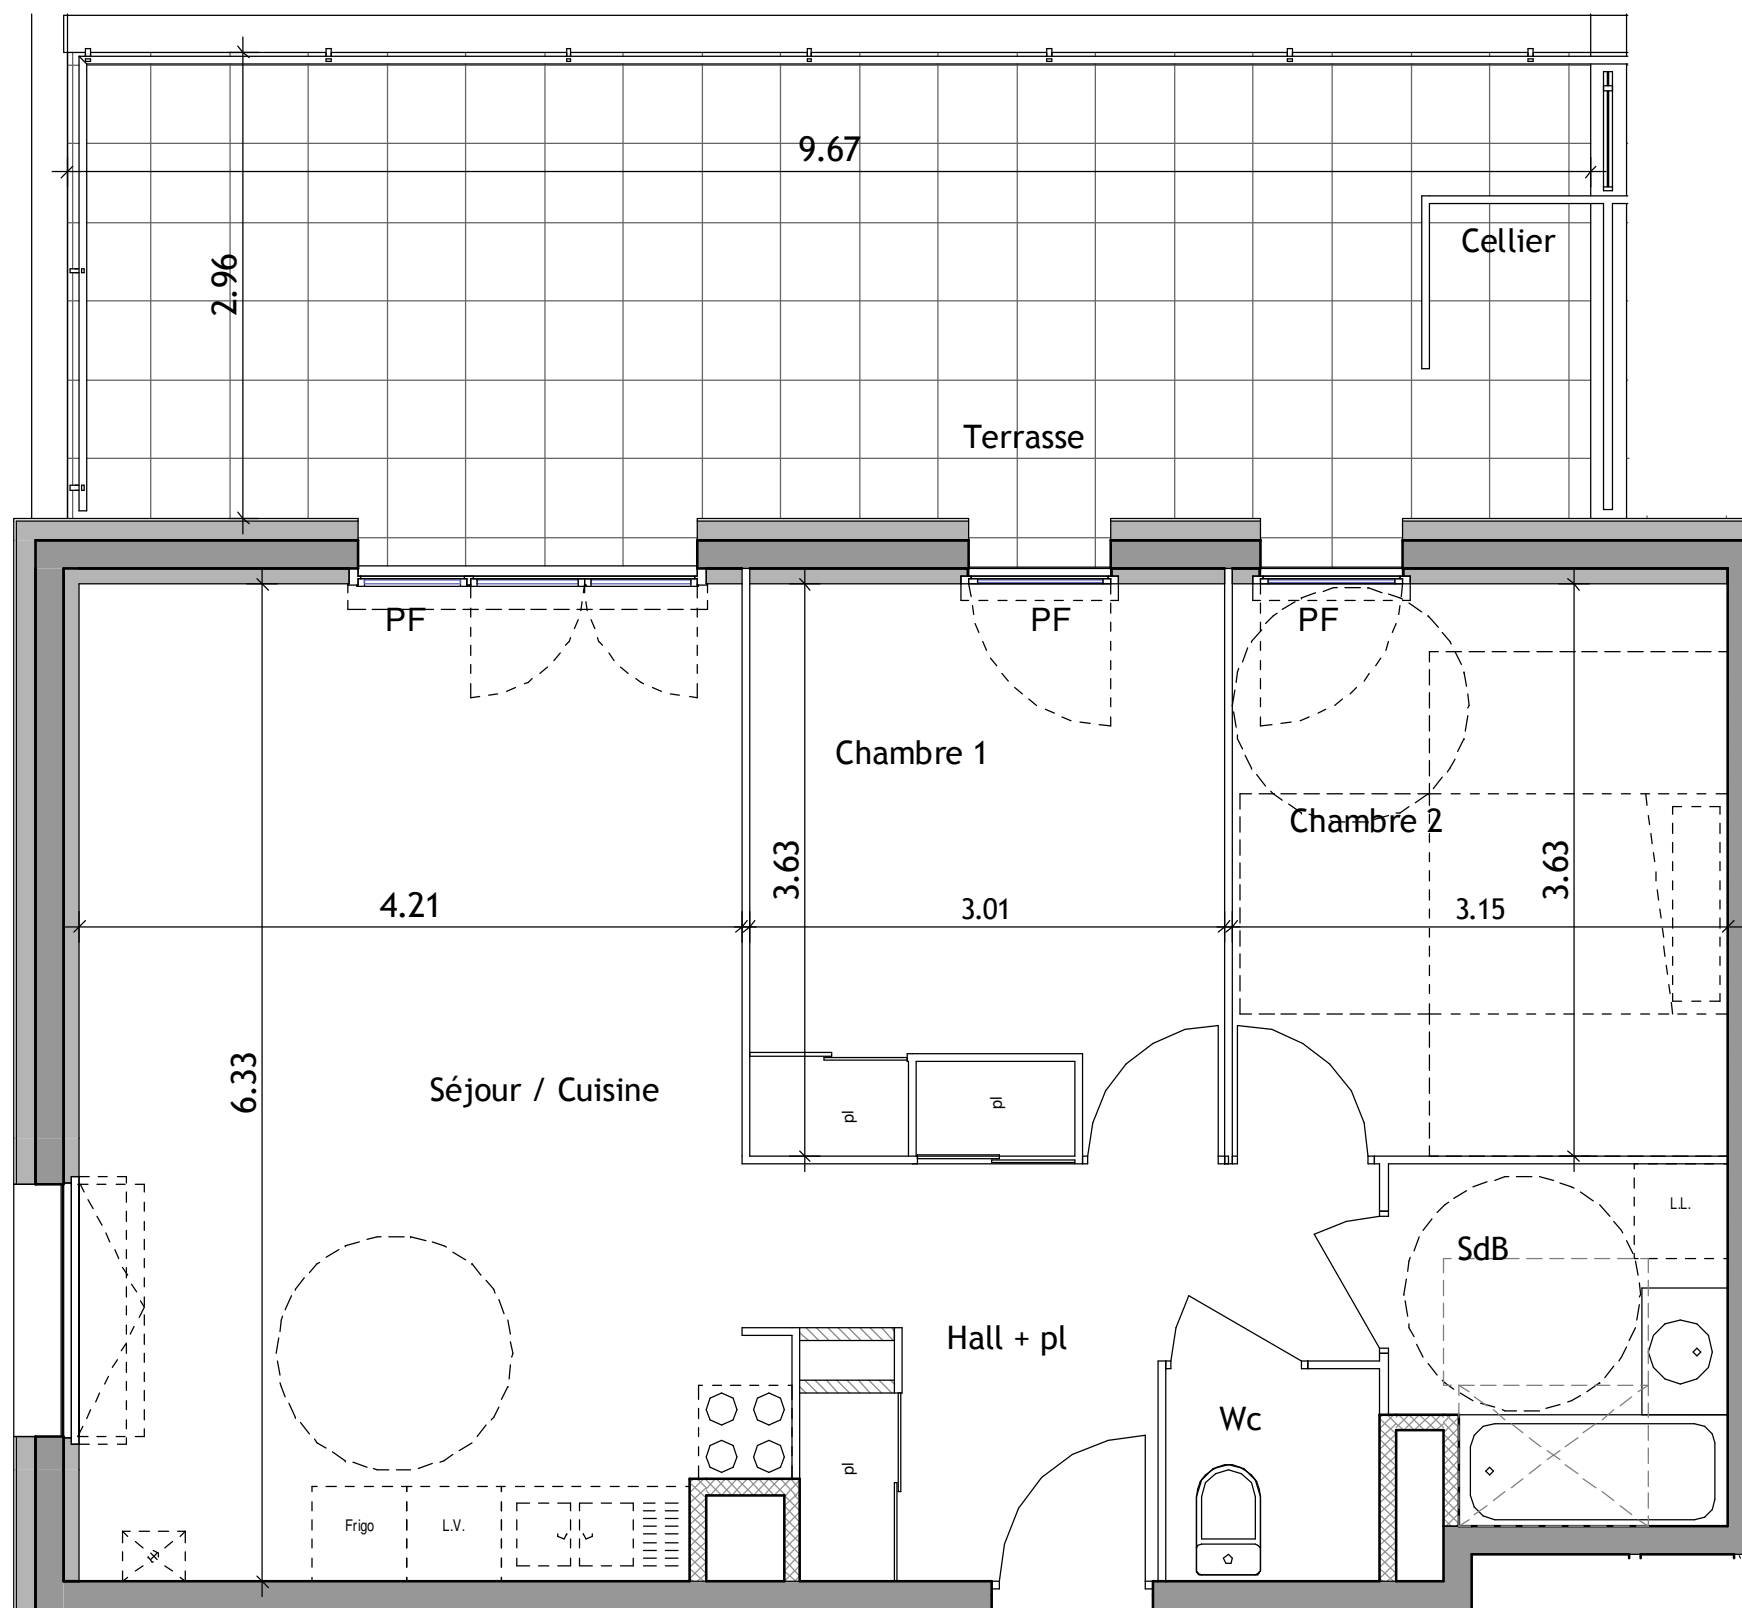 9.67
Cellier
2.96
Terrasse
PF
PF
PF
Chambre 1
Chambre 2
3.63
3.63
4.21
3.01
3.15
6.33
Séjour / Cuisine
pl
pl
L.L.
SdB
Hall + pl
Wc
pl
Frigo
L.V.